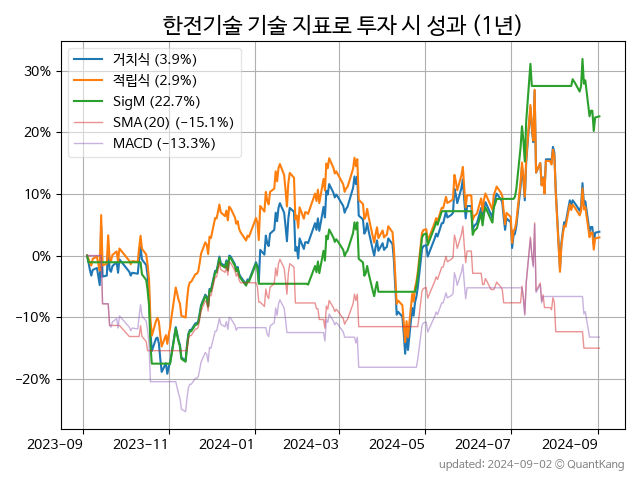 한전기술 기술 지표로 투자 시 성과 (1년)
거치식 (3.9%)
적립식 (2.9%)
SigM (22.7%)
SMA(20) (−15.1%)
MACD (−13.3%)
30%
20%
10%
0%
−10%
−20%
2023-09
2023-11
2024-01
2024-03
2024-05
2024-07
2024-09
updated: 2024-09-02 © QuantKang